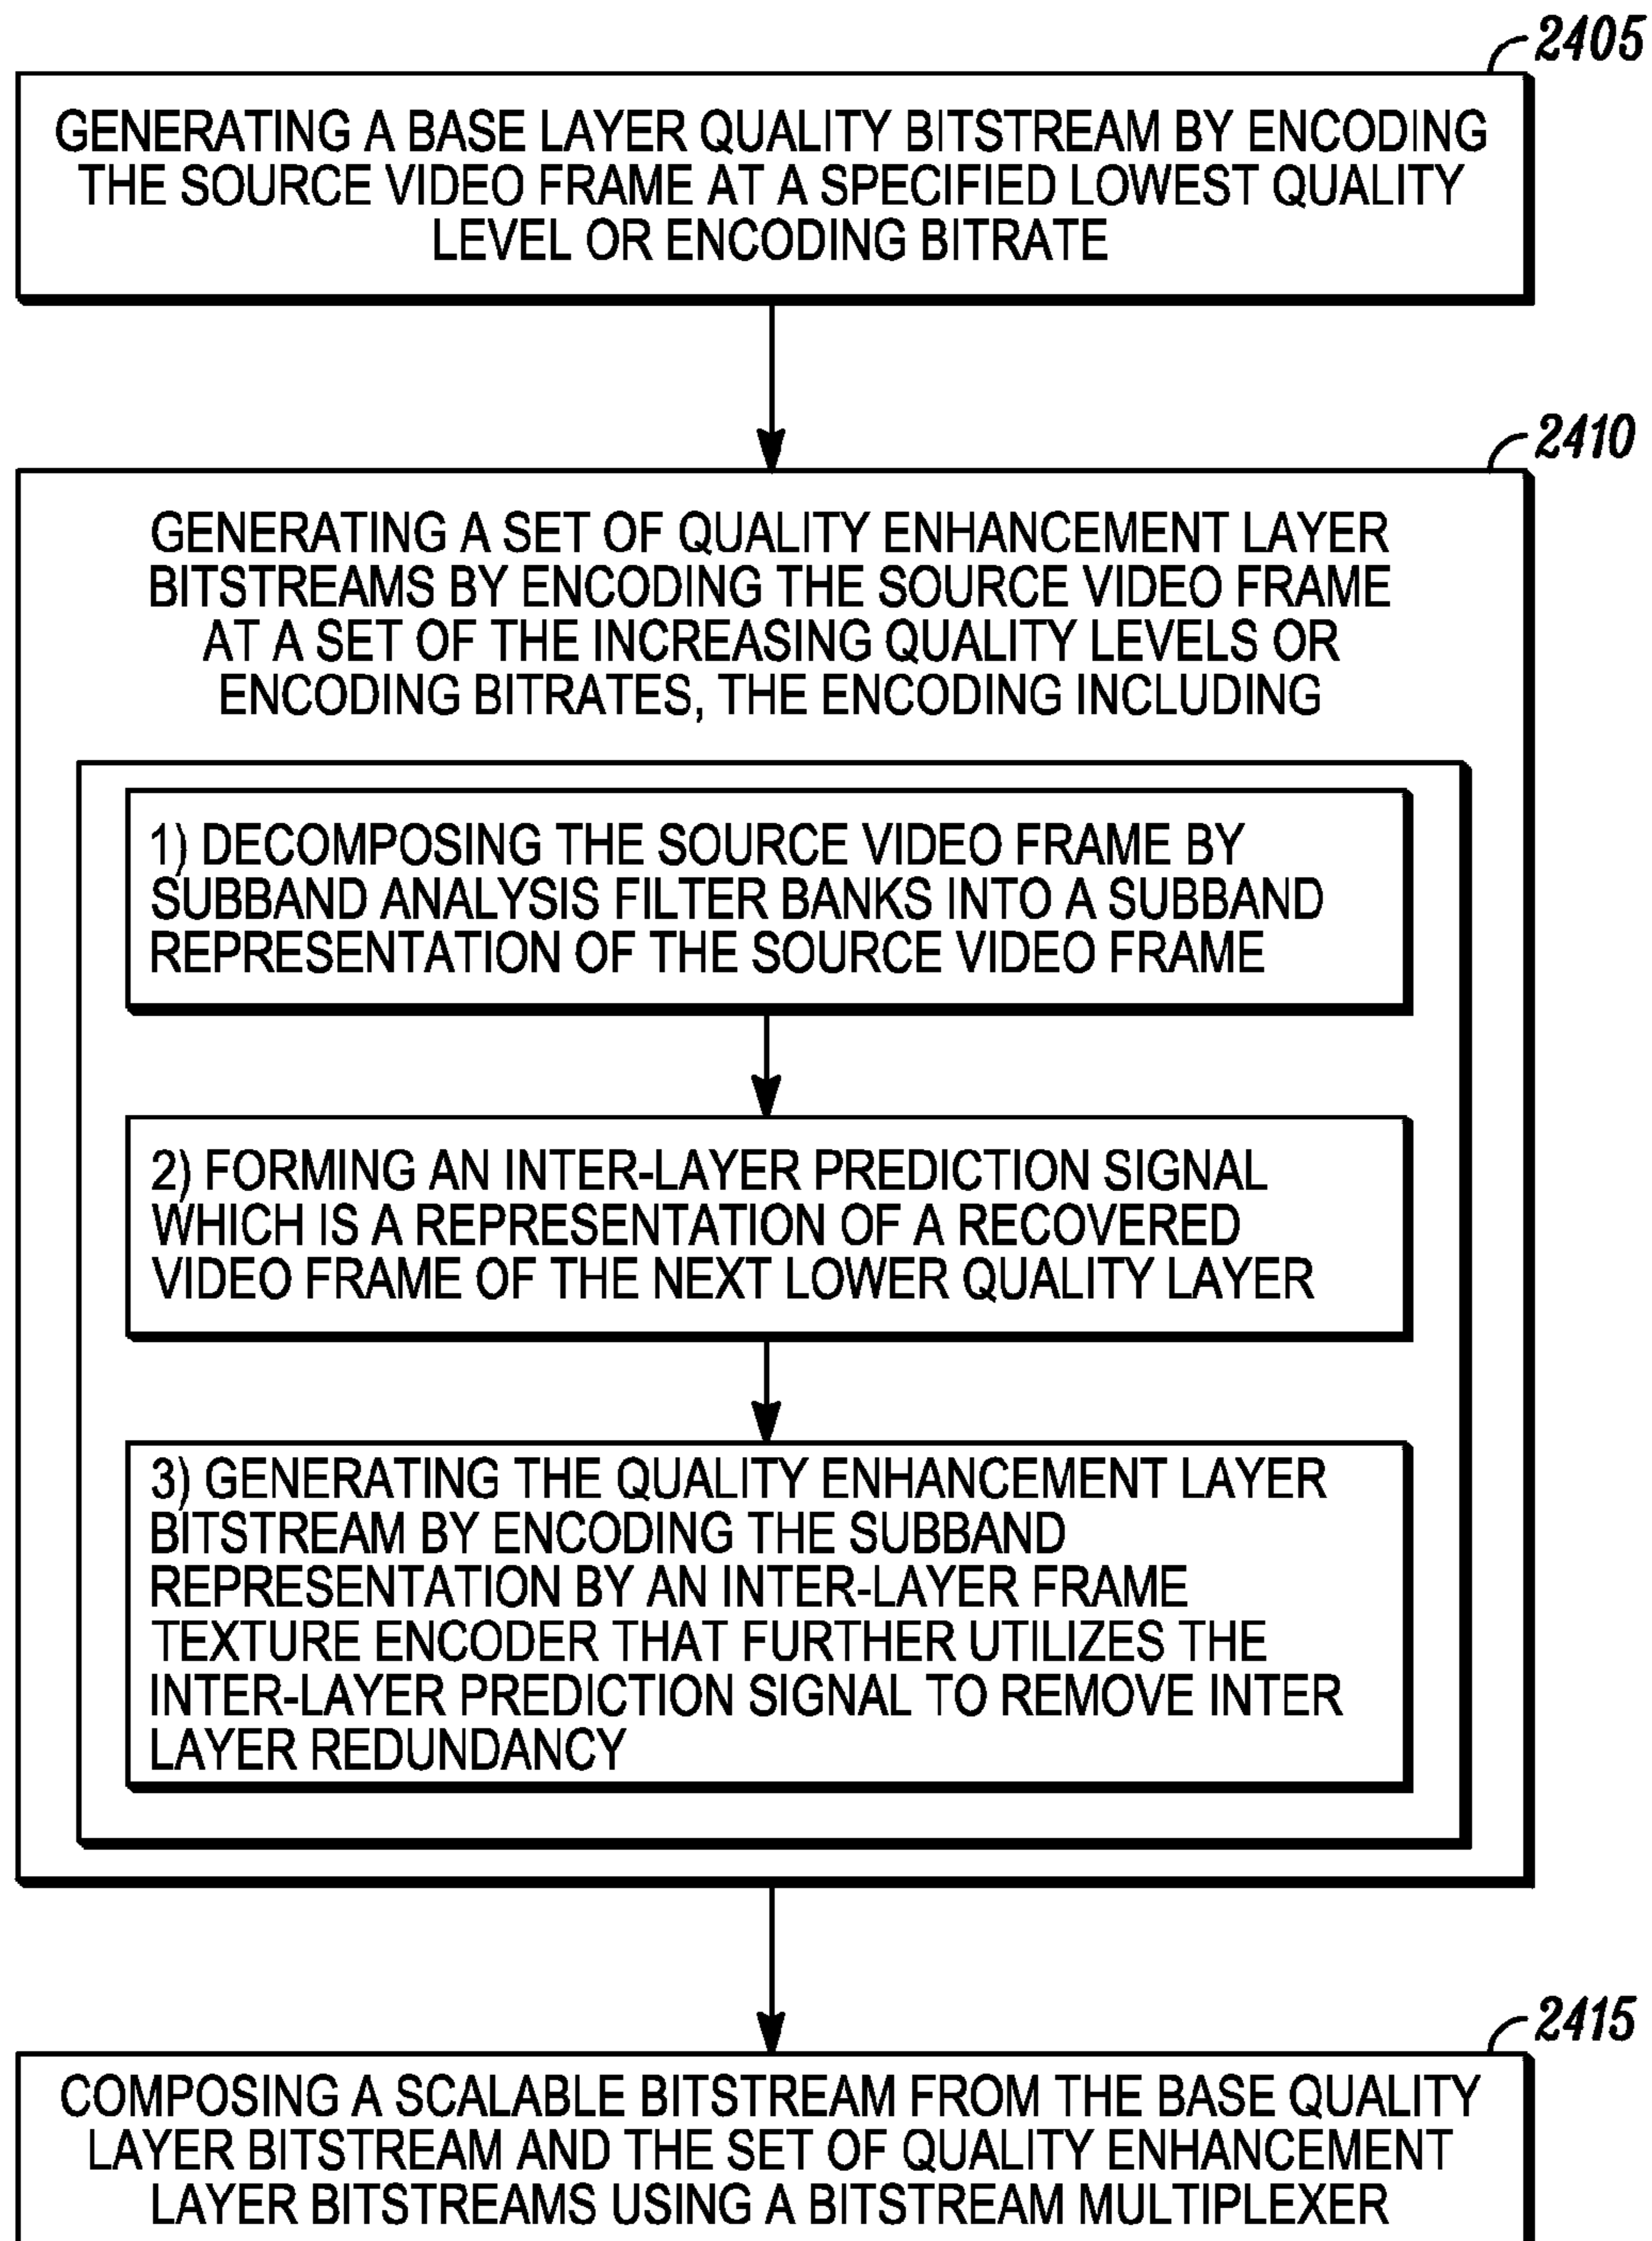 2405
GENERATING A BASE LAYER QUALITY BITSTREAM BY ENCODING
THE SOURCE VIDEO FRAME AT A SPECIFIED LOWEST QUALITY
LEVEL OR ENCODING BITRATE
2410
GENERATING A SET OF QUALITY ENHANCEMENT LAYER
BITSTREAMS BY ENCODING THE SOURCE VIDEO FRAME
AT A SET OF THE INCREASING QUALITY LEVELS OR
ENCODING BITRATES, THE ENCODING INCLUDING
1) DECOMPOSING THE SOURCE VIDEO FRAME BY
SUBBAND ANALYSIS FILTER BANKS INTO A SUBBAND
REPRESENTATION OF THE SOURCE VIDEO FRAME
2) FORMING AN INTER-LAYER PREDICTION SIGNAL
WHICH IS A REPRESENTATION OF A RECOVERED
VIDEO FRAME OF THE NEXT LOWER QUALITY LAYER
3) GENERATING THE QUALITY ENHANCEMENT LAYER
BITSTREAM BY ENCODING THE SUBBAND
REPRESENTATION BY AN INTER-LAYER FRAME
TEXTURE ENCODER THAT FURTHER UTILIZES THE
INTER-LAYER PREDICTION SIGNAL TO REMOVE INTER
LAYER REDUNDANCY
2415
COMPOSING A SCALABLE BITSTREAM FROM THE BASE QUALITY
LAYER BITSTREAM AND THE SET OF QUALITY ENHANCEMENT
LAYER BITSTREAMS USING A BITSTREAM MULTIPLEXER